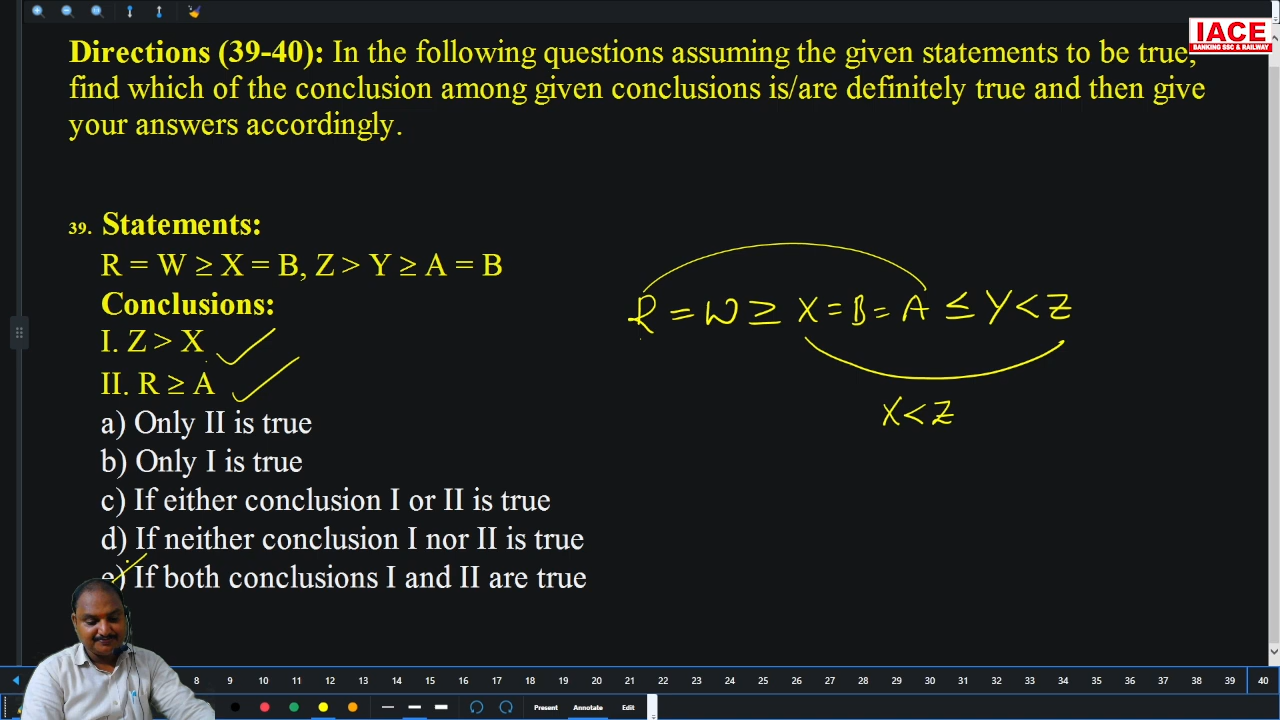 IACE
BANKING SSC & RAILWAY
Directions (39-40): In the following questions assuming the given statements to be true,
find which of the conclusion among given conclusions is/are definitely true and then give
your answers accordingly.
39. Statements:
R = W ≥ X = B, Z > Y ≥ A = B
Conclusions:
I. Z > X
II. R ≥ A
a) Only II is true
b) Only I is true
c) If either conclusion I or II is true
d) If neither conclusion I nor II is true
e) If both conclusions I and II are true
R = W ≥ X = B = A ≤ Y < Z
X < Z
8 9 10 11 12 13 14 15 16 17 18 19 20 21 22 23 24 25 26 27 28 29 30 31 32 33 34 35 36 37 38 39 40
Present Annotate Edit